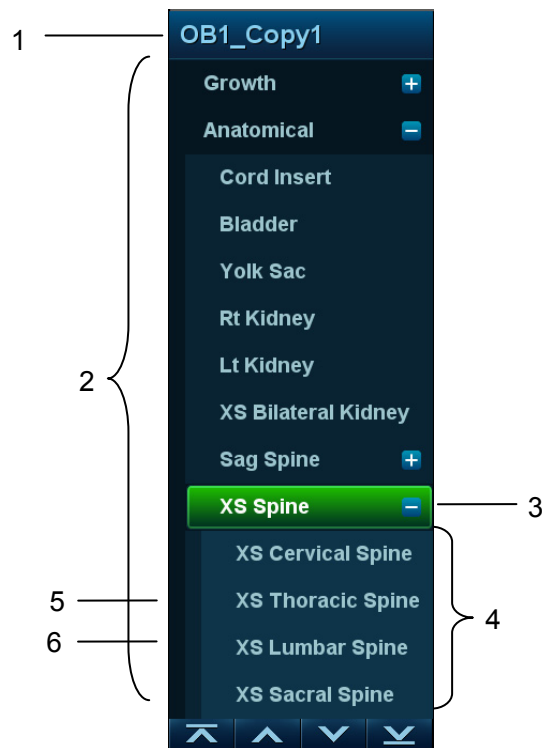 1
OB1_Copy1
Growth
Anatomical
Cord Insert
Bladder
Yolk Sac
Rt Kidney
2
Lt Kidney
XS Bilateral Kidney
Sag Spine
XS Spine
3
XS Cervical Spine
5
XS Thoracic Spine
4
6
XS Lumbar Spine
XS Sacral Spine